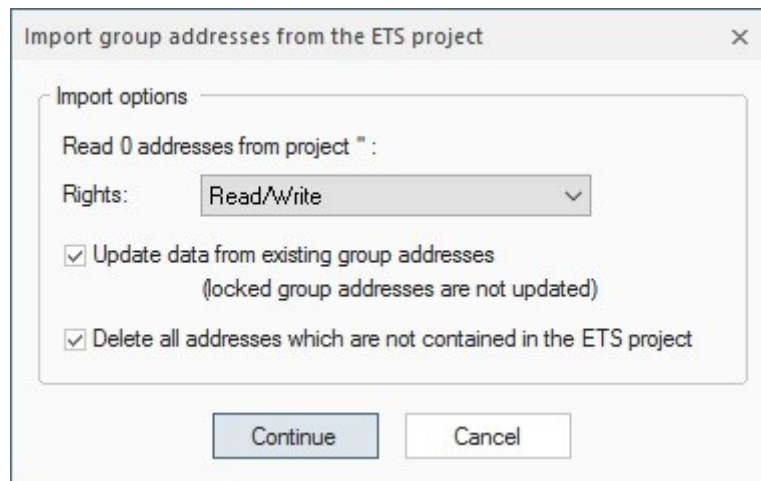 Import group addresses from the ETS project
Import options
Read 0 addresses from project '' :
Rights:
Read/Write
Update data from existing group addresses
(locked group addresses are not updated)
Delete all addresses which are not contained in the ETS project
Continue
Cancel